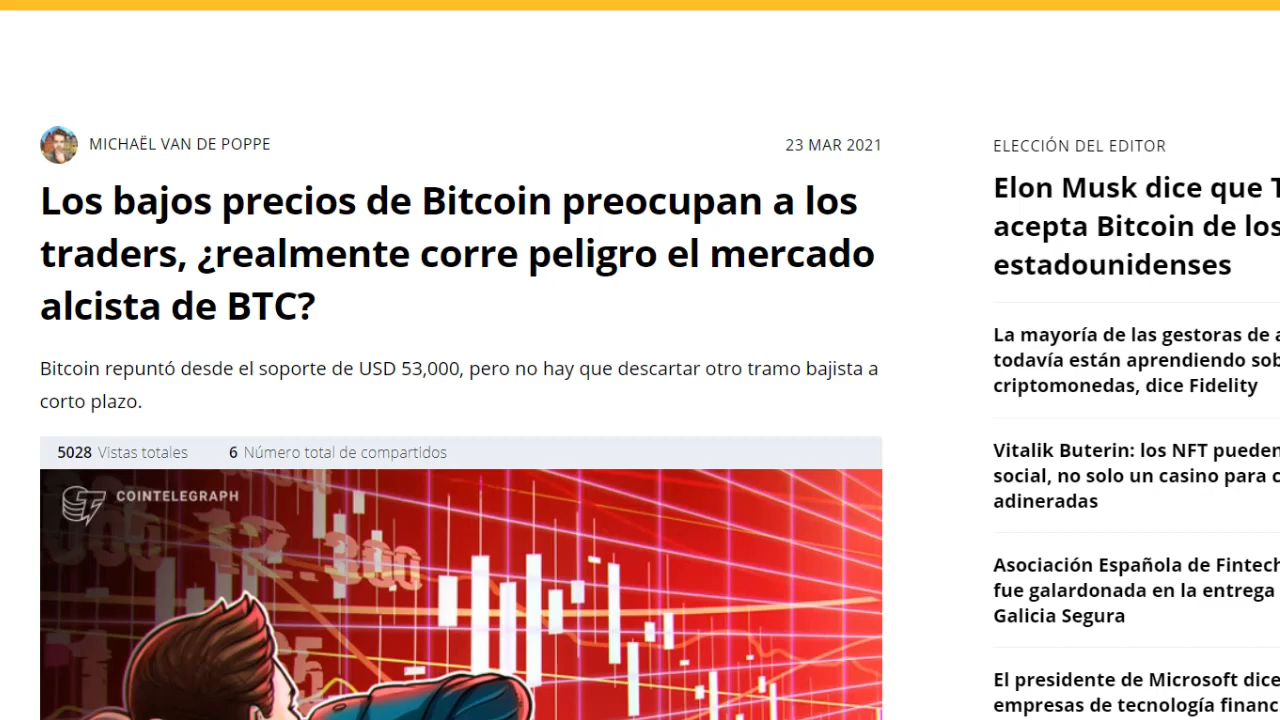 MICHAËL VAN DE POPPE
23 MAR 2021
Los bajos precios de Bitcoin preocupan a los
traders, ¿realmente corre peligro el mercado
alcista de BTC?
Bitcoin repuntó desde el soporte de USD 53,000, pero no hay que descartar otro tramo bajista a
corto plazo.
5028 Vistas totales 6 Número total de compartidos
COINTELEGRAPH
ELECCIÓN DEL EDITOR
Elon Musk dice que
acepta Bitcoin de los
estadounidenses
La mayoría de las gestoras de
todavía están aprendiendo
criptomonedas, dice Fidelity
Vitalik Buterin: los NFT pueden
social, no solo un casino para
adineradas
Asociación Española de Fintech
fue galardonada en la entrega
Galicia Segura
El presidente de Microsoft dice
empresas de tecnología